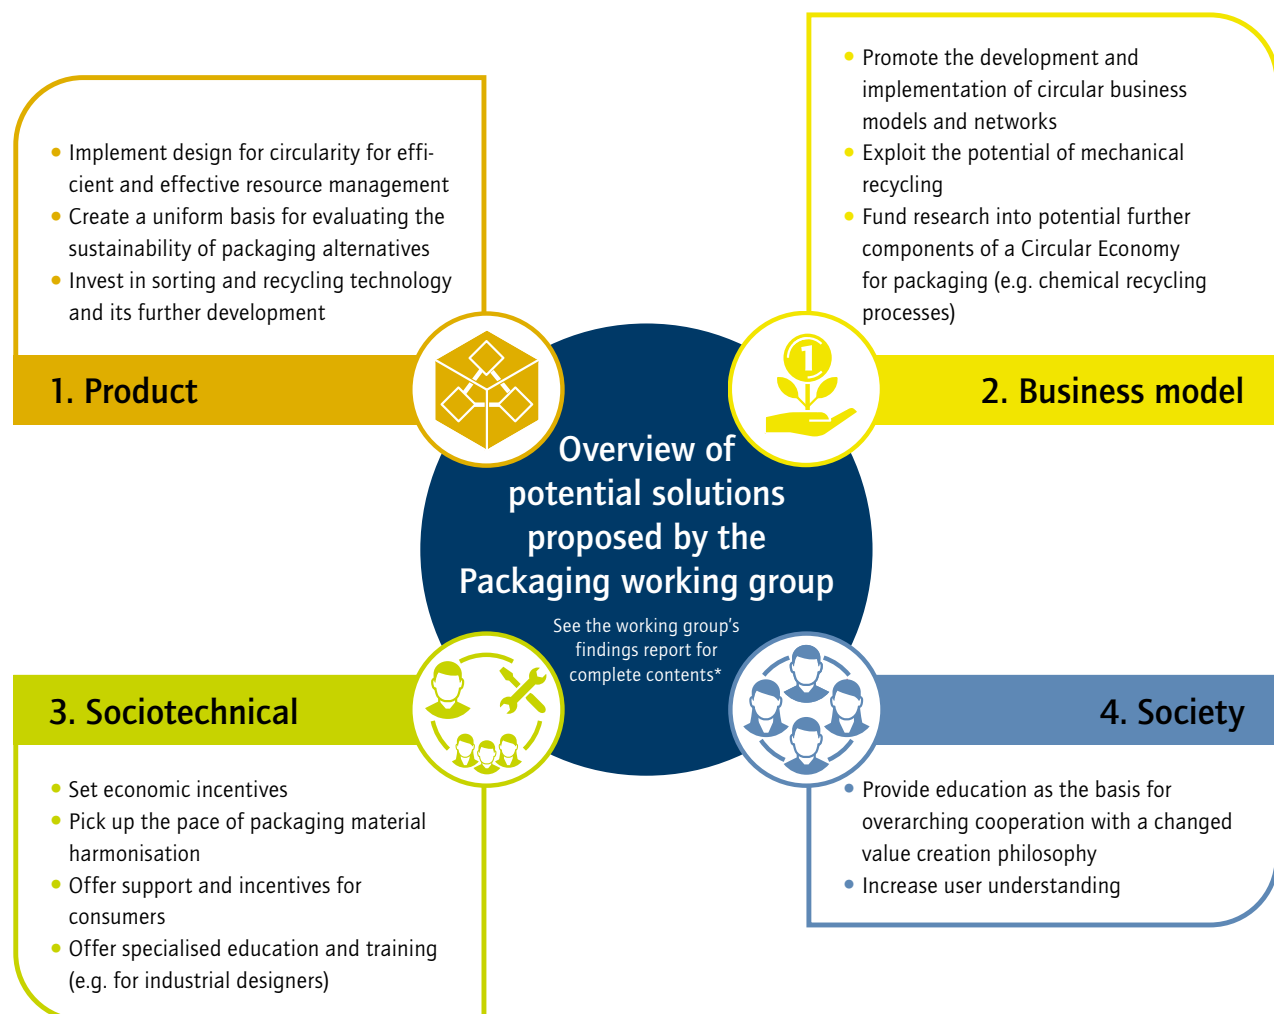 • Implement design for circularity for effi-
cient and effective resource management
• Create a uniform basis for evaluating the
sustainability of packaging alternatives
• Invest in sorting and recycling technology
and its further development
1. Product
• Promote the development and
implementation of circular business
models and networks
• Exploit the potential of mechanical
recycling
• Fund research into potential further
components of a Circular Economy
for packaging (e.g. chemical recycling
processes)
1
2. Business model
Overview of
potential solutions
proposed by the
Packaging working group
See the working group's
findings report for
complete contents*
3. Sociotechnical
• Set economic incentives
• Pick up the pace of packaging material
harmonisation
• Offer support and incentives for
consumers
• Offer specialised education and training
(e.g. for industrial designers)
4. Society
• Provide education as the basis for
overarching cooperation with a changed
value creation philosophy
• Increase user understanding